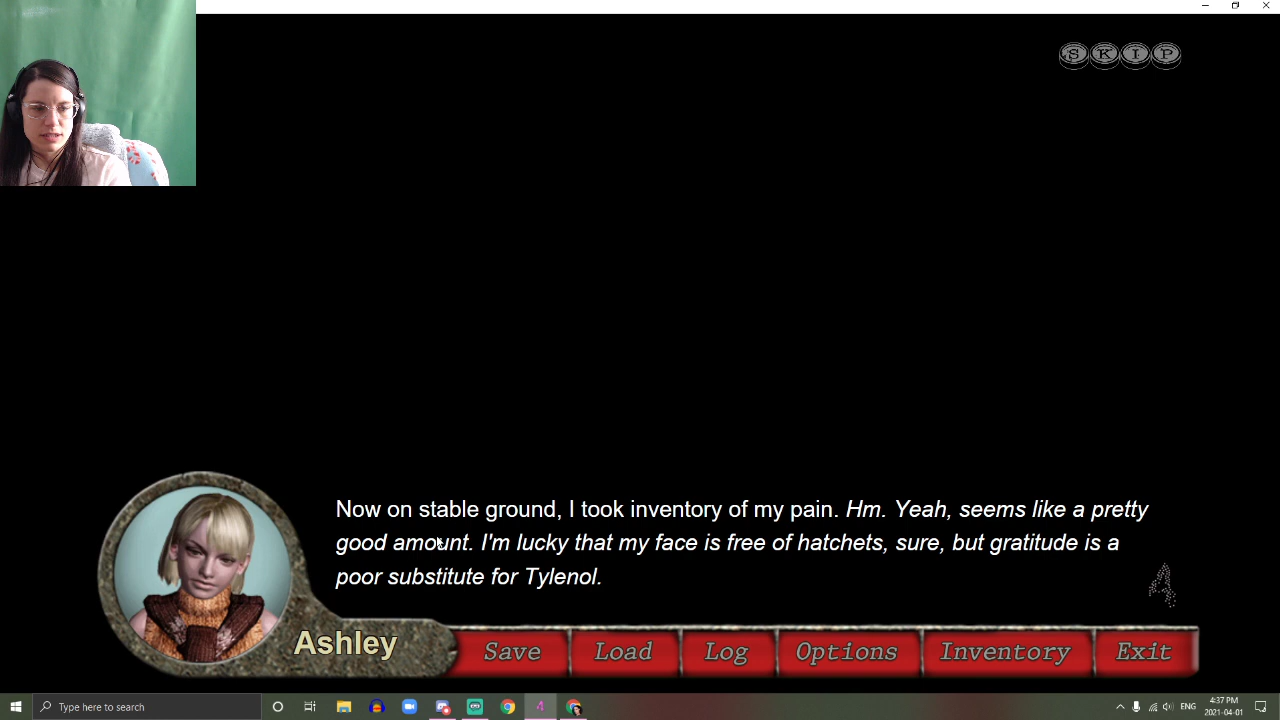 SKIP
Now on stable ground, I took inventory of my pain. Hm. Yeah, seems like a pretty
good amount. I'm lucky that my face is free of hatchets, sure, but gratitude is a
poor substitute for Tylenol.
4
Ashley
Save Load Log Options Inventory Exit
Type here to search
4
ENG
4:37 PM
2021-04-01